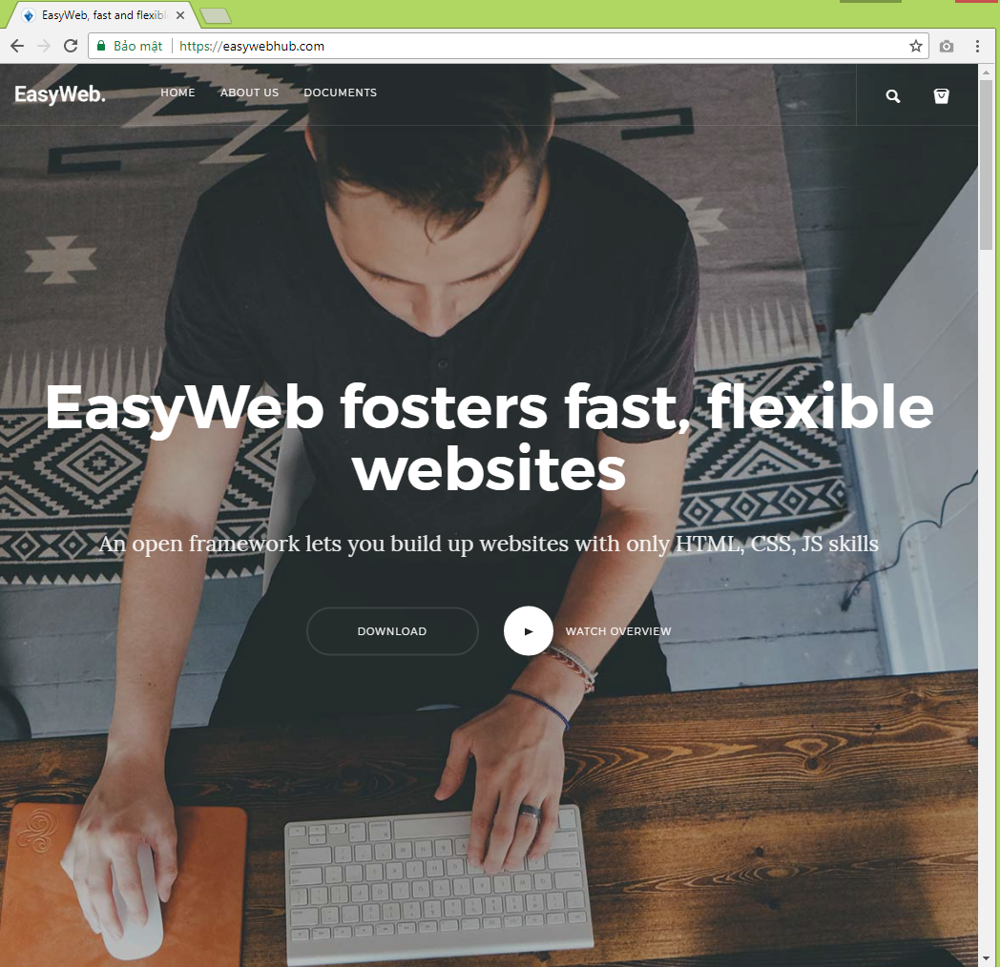 EasyWeb, fast and flexibl
Bảo mật
https://easywebhub.com
EasyWeb.
HOME
ABOUT US
DOCUMENTS
EasyWeb fosters fast, flexible
websites
An open framework lets you build up websites with only HTML, CSS, JS skills
DOWNLOAD
WATCH OVERVIEW